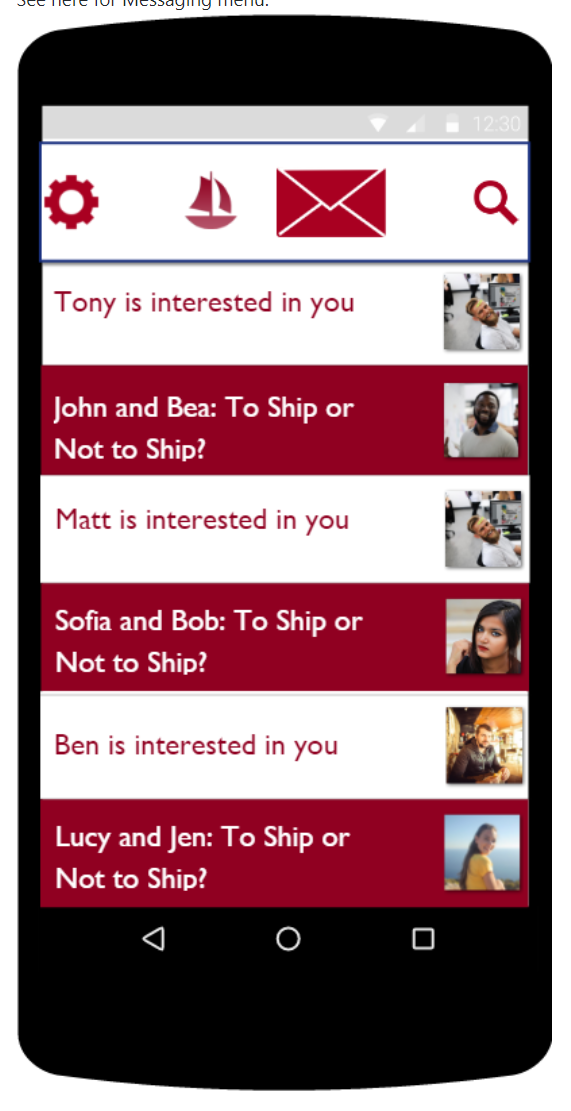 See here for Messaging menu.
12:30
Tony is interested in you
John and Bea: To Ship or
Not to Ship?
Matt is interested in you
Sofia and Bob: To Ship or
Not to Ship?
Ben is interested in you
Lucy and Jen: To Ship or
Not to Ship?